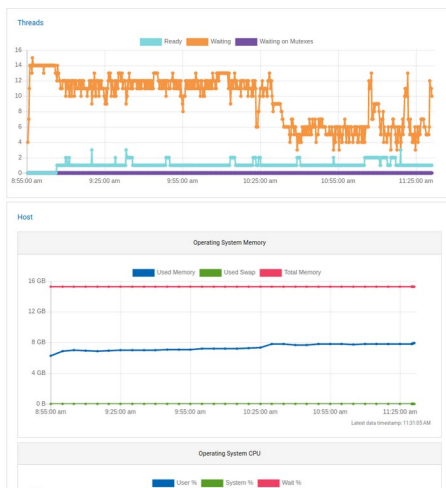 Threads
Ready Waiting Waiting on Mutexes
16
14
12
10
8
6
4
2
0
8:55:00 am 9:25:00 am 9:55:00 am 10:25:00 am 10:55:00 am 11:25:00 am
Host
Operating System Memory
Used Memory Used Swap Total Memory
16 GB
12 GB
8 GB
4 GB
0 B
8:55:00 am 9:25:00 am 9:55:00 am 10:25:00 am 10:55:00 am 11:25:00 am
Latest data timestamp: 11:31:05 AM
Operating System CPU
User % System % Wait %